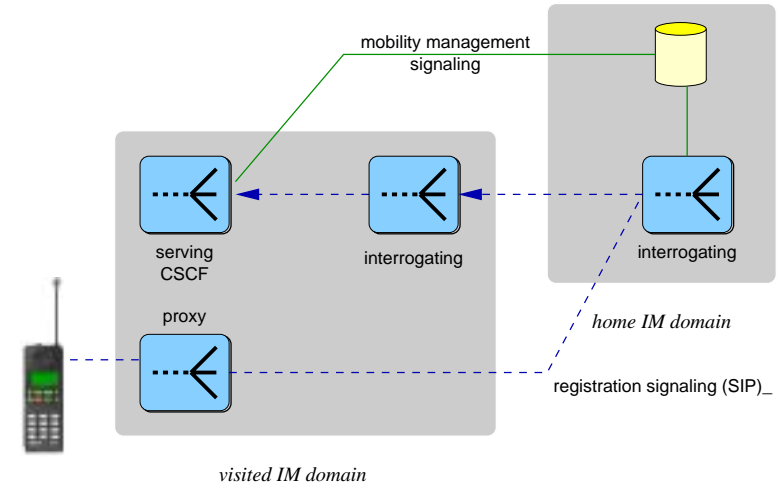 mobility management
signaling
serving
CSCF
interrogating
interrogating
proxy
home IM domain
registration signaling (SIP)_
visited IM domain